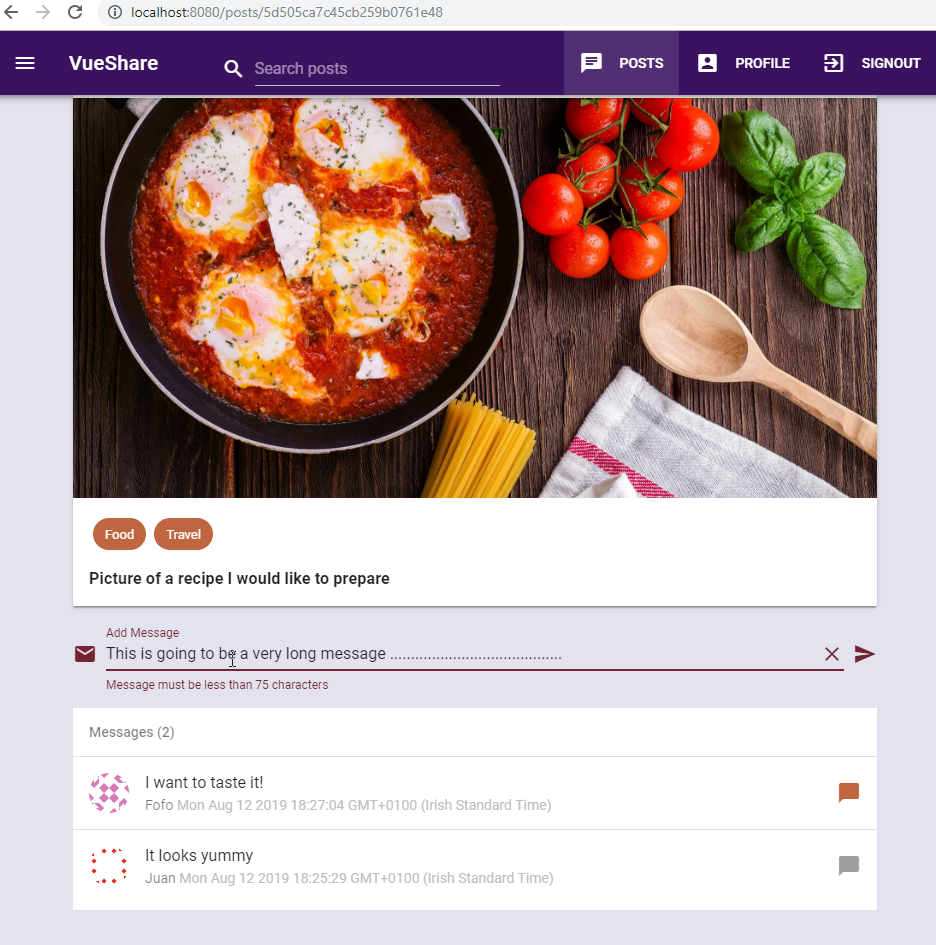 localhost:8080/posts/5d505ca7c45cb259b0761e48
VueShare
Search posts
POSTS
PROFILE
SIGNOUT
Food
Travel
Picture of a recipe I would like to prepare
Add Message
This is going to be a very long message ..........................................
Message must be less than 75 characters
Messages (2)
I want to taste it!
Fofo Mon Aug 12 2019 18:27:04 GMT+0100 (Irish Standard Time)
It looks yummy
Juan Mon Aug 12 2019 18:25:29 GMT+0100 (Irish Standard Time)